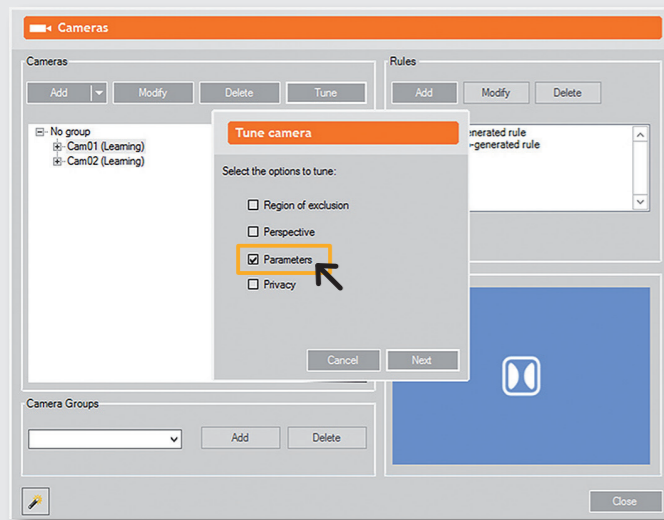 Cameras
Cameras
Add
Modify
Delete
Tune
No group
Cam01 (Learning)
Cam02 (Learning)
Rules
Add
Modify
Delete
enerated rule
-generated rule
Tune camera
Select the options to tune:
Region of exclusion
Perspective
Parameters
Privacy
Cancel
Next
Camera Groups
Add
Delete
Close